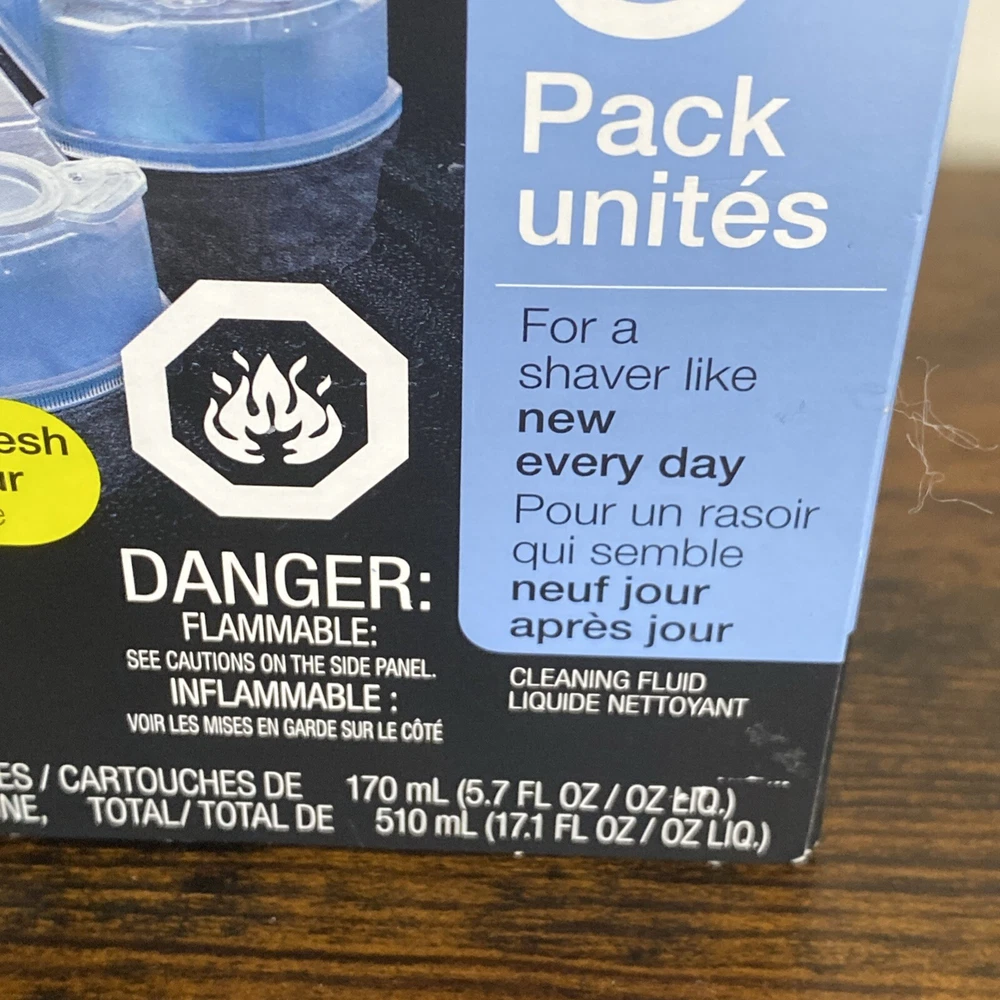 Pack
unités
For a
shaver like
new
every day
Pour un rasoir
qui semble
neuf jour
après jour
esh
ur
e
DANGER:
FLAMMABLE:
SEE CAUTIONS ON THE SIDE PANEL.
INFLAMMABLE :
VOIR LES MISES EN GARDE SUR LE CÔTÉ
CLEANING FLUID
LIQUIDE NETTOYANT
ES / CARTOUCHES DE 170 mL (5.7 FL OZ / OZ LIQ.)
NE, TOTAL/ TOTAL DE 510 mL (17.1 FL OZ / OZ LIQ.)